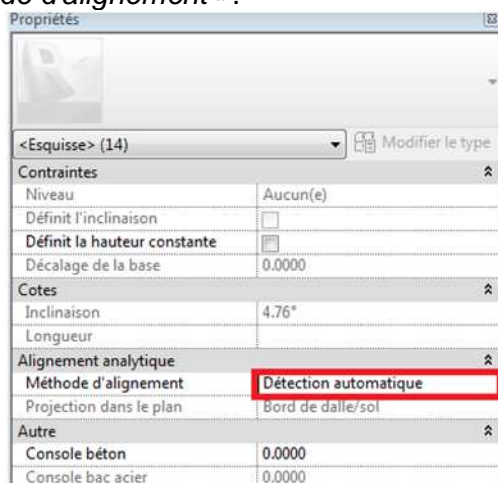 de d'alignement » :
Propriétés
<Esquisse> (14) Modifier le type
Contraintes
Niveau Aucun(e)
Définit l'inclinaison
Définit la hauteur constante
Décalage de la base 0.0000
Cotes
Inclinaison 4.76°
Longueur
Alignement analytique
Méthode d'alignement Détection automatique
Projection dans le plan Bord de dalle/sol
Autre
Console béton 0.0000
Console bac acier 0.0000